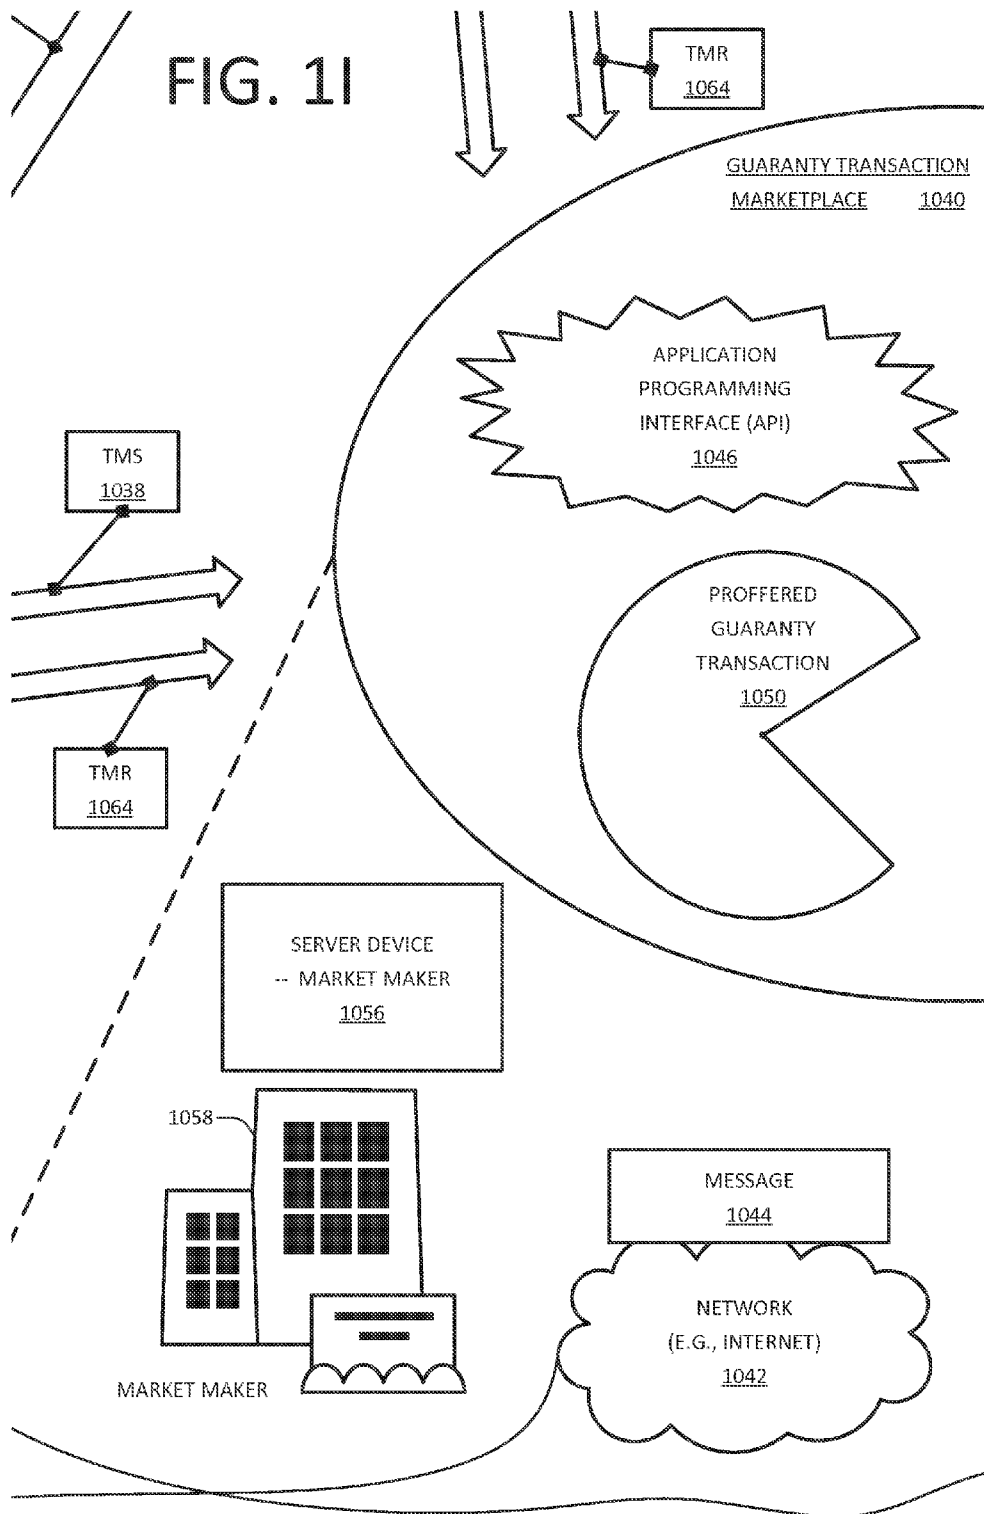 FIG. 1I
TMR
1064
GUARANTY TRANSACTION
MARKETPLACE 1040
APPLICATION
PROGRAMMING
INTERFACE (API)
1046
TMS
1038
PROFFERED
GUARANTY
TRANSACTION
1050
TMR
1064
SERVER DEVICE
-- MARKET MAKER
1056
1058
MESSAGE
1044
NETWORK
(E.G., INTERNET)
1042
MARKET MAKER